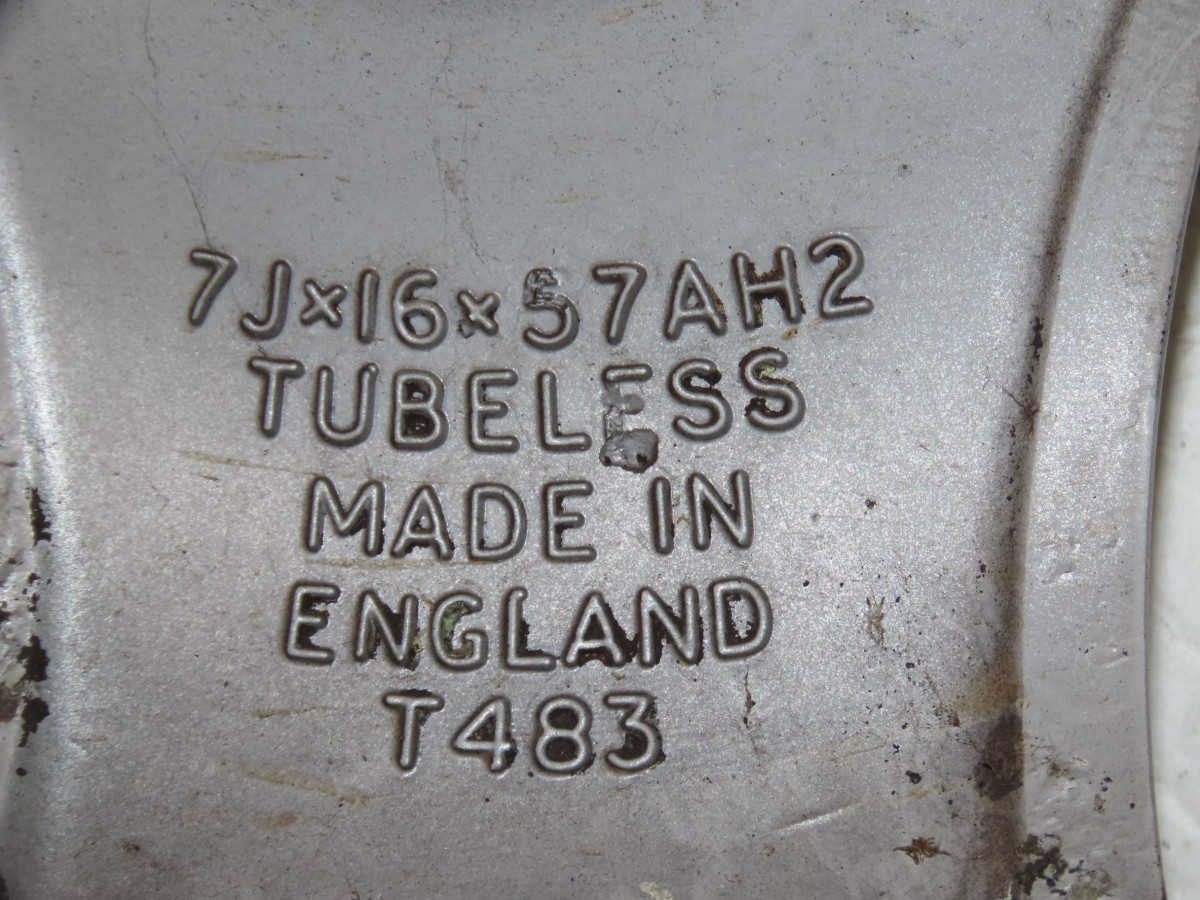 7J×16×57AH2
TUBELESS
MADE IN
ENGLAND
T483